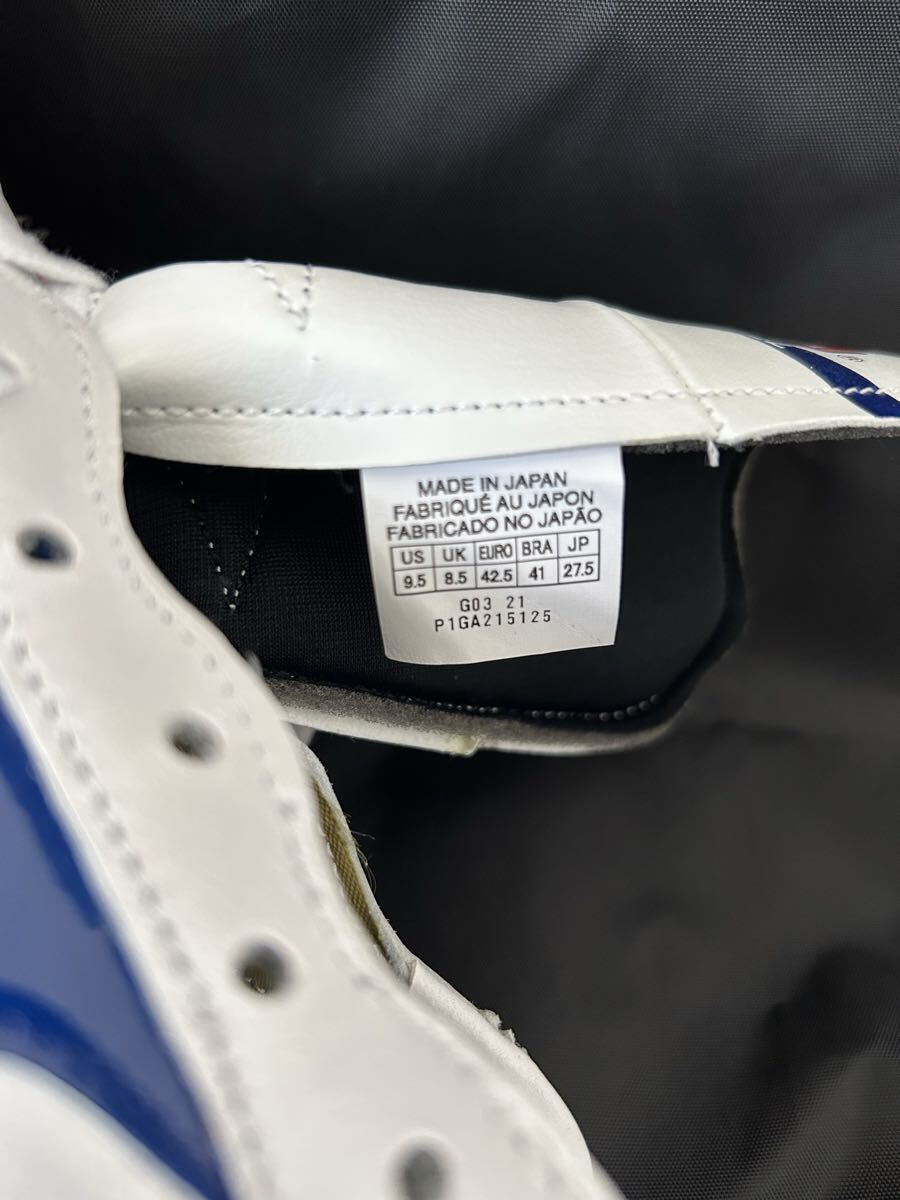 MADE IN JAPAN
FABRIQUÉ AU JAPON
FABRICADO NO JAPÃO
US UK EURO BRA JP
9.5 8.5 42.5 41 27.5
G03 21
P1GA215125
®